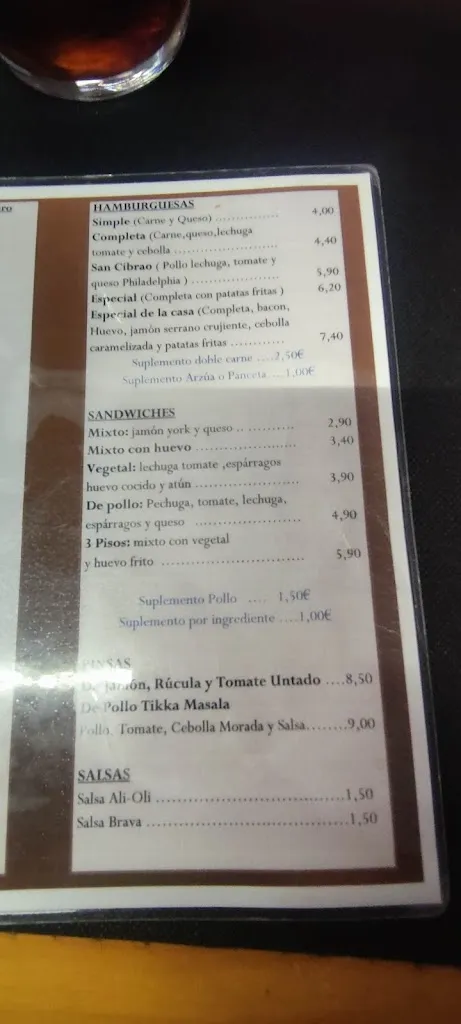 ro
HAMBURGUESAS
Simple (Carne y Queso) ............... 4,00
Completa (Carne,queso,lechuga
tomate y cebolla ........................ 4,40
San Cibrao ( Pollo lechuga, tomate y
queso Philadelphia ) .................... 5,90
Especial (Completa con patatas fritas ) 6,20
Especial de la casa (Completa, bacon,
Huevo, jamón serrano crujiente, cebolla
caramelizada y patatas fritas ............ 7,40
Suplemento doble carne ....2,50€
Suplemento Arzúa o Panceta ...1,00€
SANDWICHES
Mixto: jamón york y queso .. .......... 2,90
Mixto con huevo ....................... 3,40
Vegetal: lechuga tomate ,espárragos
huevo cocido y atún ........................ 3,90
De pollo: Pechuga, tomate, lechuga,
espárragos y queso ........................ 4,90
3 Pisos: mixto con vegetal
y huevo frito ................................ 5,90
Suplemento Pollo .... 1,50€
Suplemento por ingrediente ....1,00€
PINSAS
De Jamón, Rúcula y Tomate Untado ....8,50
De Pollo Tikka Masala
Pollo, Tomate, Cebolla Morada y Salsa........9,00
SALSAS
Salsa Ali-Oli .....................................1,50
Salsa Brava .......................................1,50